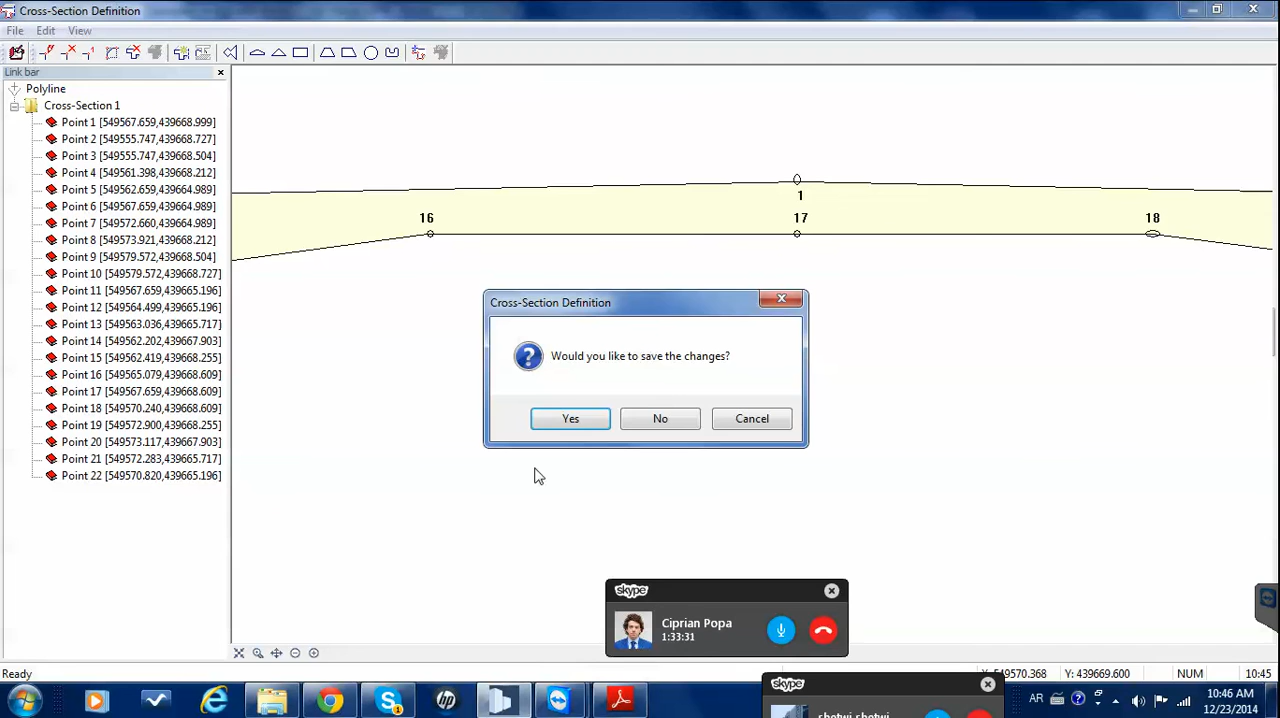 Cross-Section Definition
File Edit View
Link bar
Polyline
Cross-Section 1
Point 1 [549567.659,439668.999]
Point 2 [549555.747,439668.727]
Point 3 [549555.747,439668.504]
Point 4 [549561.398,439668.212]
Point 5 [549562.659,439664.989]
Point 6 [549567.659,439664.989]
Point 7 [549572.660,439664.989]
Point 8 [549573.921,439668.212]
Point 9 [549579.572,439668.504]
Point 10 [549579.572,439668.727]
Point 11 [549567.659,439665.196]
Point 12 [549564.499,439665.196]
Point 13 [549563.036,439665.717]
Point 14 [549562.202,439667.903]
Point 15 [549562.419,439668.255]
Point 16 [549565.079,439668.609]
Point 17 [549567.659,439668.609]
Point 18 [549570.240,439668.609]
Point 19 [549572.900,439668.255]
Point 20 [549573.117,439667.903]
Point 21 [549572.283,439665.717]
Point 22 [549570.820,439665.196]
1
16 17 18
Cross-Section Definition
Would you like to save the changes?
Yes No Cancel
skype
Ciprian Popa
1:33:31
Ready X: 549570.368 Y: 439669.600 NUM 10:45
skype
shetwi shetwi
AR
10:46 AM
12/23/2014